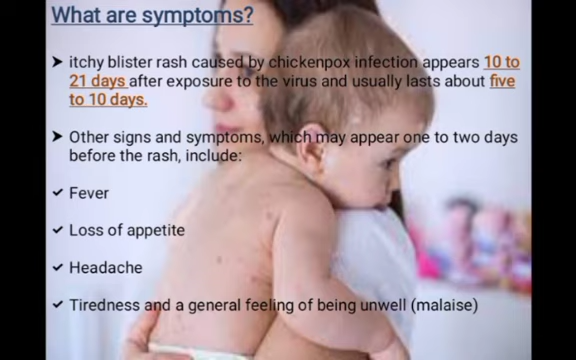 What are symptoms?
➤ itchy blister rash caused by chickenpox infection appears 10 to
21 days after exposure to the virus and usually lasts about five
to 10 days.
➤ Other signs and symptoms, which may appear one to two days
before the rash, include:
✔ Fever
✔ Loss of appetite
✔ Headache
✔ Tiredness and a general feeling of being unwell (malaise)